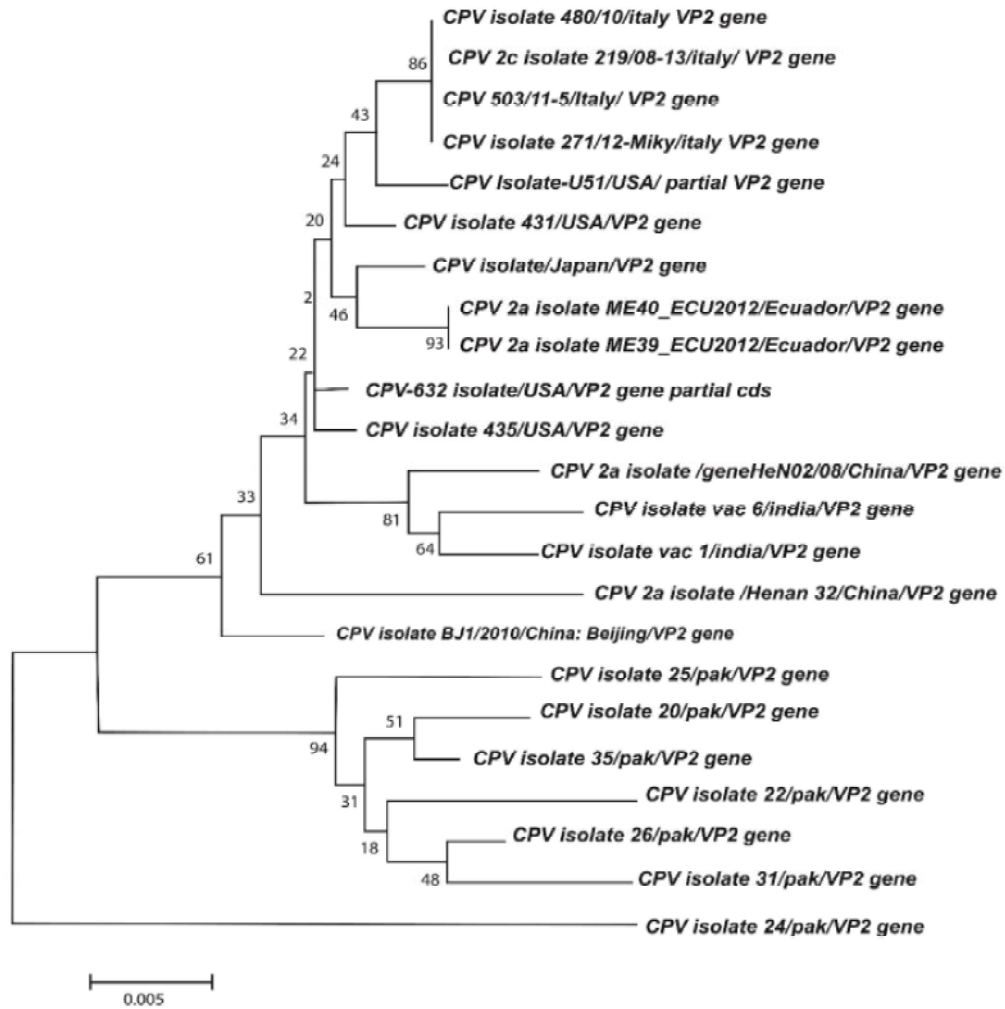 CPV isolate 480/10/italy VP2 gene
86
CPV 2c isolate 219/08-13/italy/ VP2 gene
CPV 503/11-5/Italy/ VP2 gene
43
CPV isolate 271/12-Miky/italy VP2 gene
24
CPV Isolate-U51/USA/ partial VP2 gene
20
CPV isolate 431/USA/VP2 gene
CPV isolate/Japan/VP2 gene
2
46
CPV 2a isolate ME40_ECU2012/Ecuador/VP2 gene
93
CPV 2a isolate ME39_ECU2012/Ecuador/VP2 gene
22
CPV-632 isolate/USA/VP2 gene partial cds
34
CPV isolate 435/USA/VP2 gene
CPV 2a isolate /geneHeN02/08/China/VP2 gene
33
81
CPV isolate vac 6/india/VP2 gene
64
CPV isolate vac 1/india/VP2 gene
61
CPV 2a isolate /Henan 32/China/VP2 gene
CPV isolate BJ1/2010/China: Beijing/VP2 gene
CPV isolate 25/pak/VP2 gene
51
CPV isolate 20/pak/VP2 gene
94
CPV isolate 35/pak/VP2 gene
31
CPV isolate 22/pak/VP2 gene
18
CPV isolate 26/pak/VP2 gene
48
CPV isolate 31/pak/VP2 gene
CPV isolate 24/pak/VP2 gene
0.005